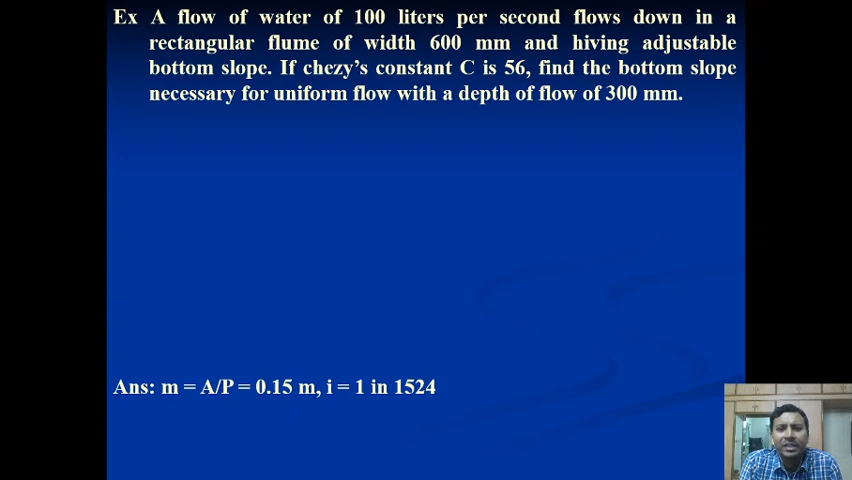 Ex A flow of water of 100 liters per second flows down in a
rectangular flume of width 600 mm and hiving adjustable
bottom slope. If chezy's constant C is 56, find the bottom slope
necessary for uniform flow with a depth of flow of 300 mm.
Ans: m = A/P = 0.15 m, i = 1 in 1524